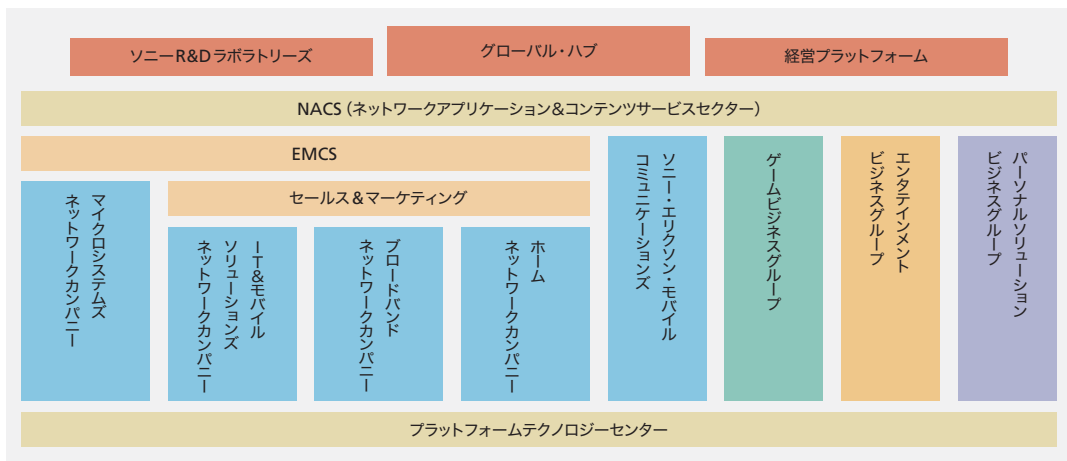 ソニーR&Dラボラトリーズ
グローバル・ハブ
経営プラットフォーム
NACS（ネットワークアプリケーション&コンテンツサービスセクター）
EMCS
セールス&マーケティング
マイクロシステムズ
ネットワークカンパニー
IT&モバイル
ソリューションズ
ネットワークカンパニー
ブロードバンド
ネットワークカンパニー
ホーム
ネットワークカンパニー
ソニー・エリクソン・モバイル
コミュニケーションズ
ゲームビジネスグループ
エンタテインメント
ビジネスグループ
パーソナルソリューション
ビジネスグループ
プラットフォームテクノロジーセンター